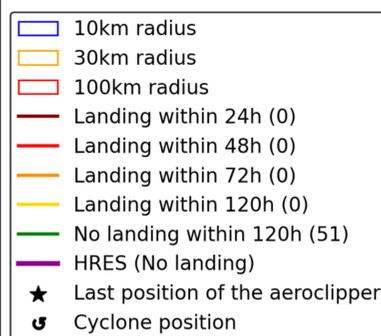 10km radius
30km radius
100km radius
Landing within 24h (0)
Landing within 48h (0)
Landing within 72h (0)
Landing within 120h (0)
No landing within 120h (51)
HRES (No landing)
Last position of the aeroclipper
Cyclone position